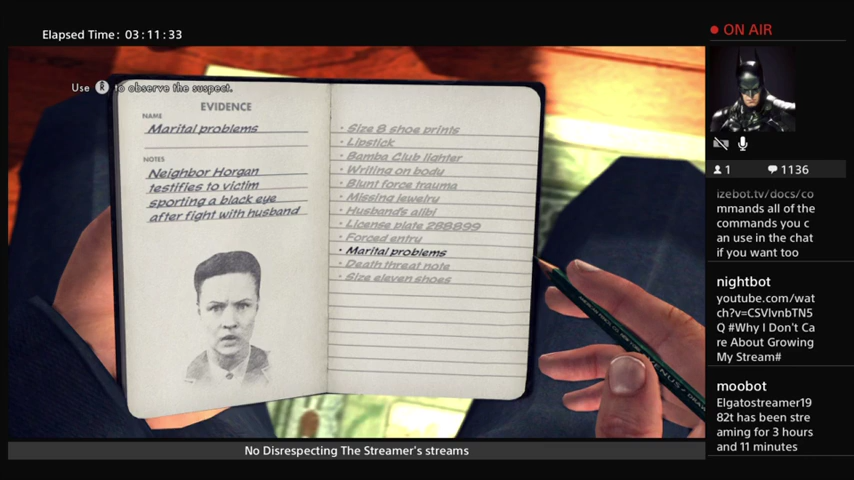 Elapsed Time: 03:11:33
ON AIR
Use R to observe the suspect.
EVIDENCE
NAME
Marital problems
NOTES
Neighbor Horgan
testifies to victim
sporting a black eye
after fight with husband
· Size 8 shoe prints
· Lipstick
· Bamba Club lighter
· Writing on body
· Blunt force trauma
· Missing jewelry
· Husbands alibi
· License plate 2B8899
· Forced entry
· Marital problems
· Death threat note
· Size eleven shoes
1 1136
izebot.tv/docs/co
mmands all of the
commands you c
an use in the chat
if you want too
nightbot
youtube.com/wat
ch?v=CSVlvnbTN5
Q #Why I Don't Ca
re About Growing
My Stream#
moobot
Elgatostreamer19
82t has been stre
aming for 3 hours
and 11 minutes
No Disrespecting The Streamer's streams